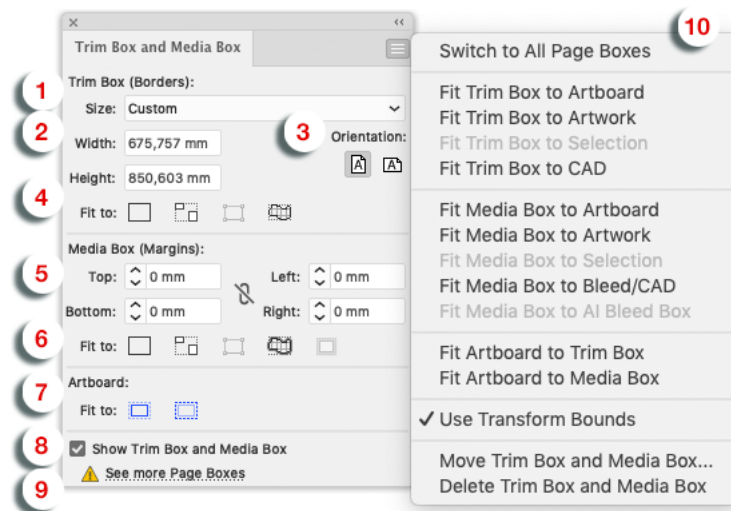 Trim Box and Media Box
1
Trim Box (Borders):
Size: Custom
2
Width: 675,757 mm
3
Orientation:
A
A
Height: 850,603 mm
4
Fit to:
Media Box (Margins):
5
Top: 0 mm
Left: 0 mm
Bottom: 0 mm
Right: 0 mm
6
Fit to:
7
Artboard:
Fit to:
8
Show Trim Box and Media Box
9
See more Page Boxes
10
Switch to All Page Boxes
Fit Trim Box to Artboard
Fit Trim Box to Artwork
Fit Trim Box to Selection
Fit Trim Box to CAD
Fit Media Box to Artboard
Fit Media Box to Artwork
Fit Media Box to Selection
Fit Media Box to Bleed/CAD
Fit Media Box to AI Bleed Box
Fit Artboard to Trim Box
Fit Artboard to Media Box
Use Transform Bounds
Move Trim Box and Media Box...
Delete Trim Box and Media Box